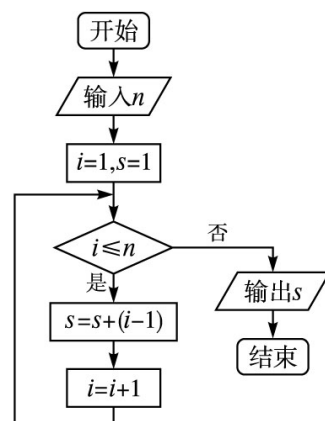 开始
输入n
i=1,s=1
i≤n
否
是
输出s
s=s+(i−1)
结束
i=i+1